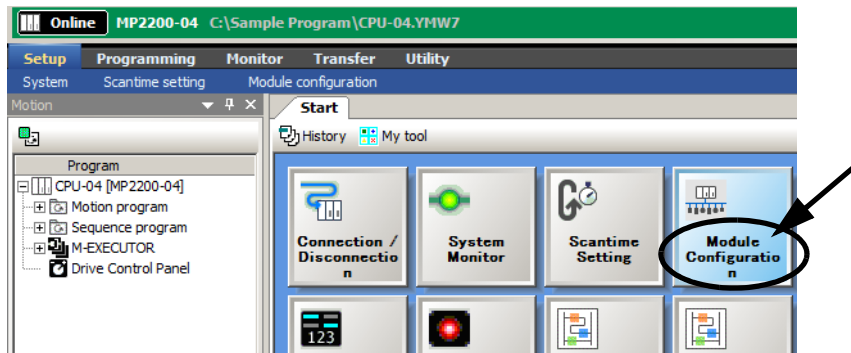 Online MP2200-04 C:\Sample Program\CPU-04.YMW7
Setup Programming Monitor Transfer Utility
System Scantime setting Module configuration
Motion
Start
History My tool
Program
CPU-04 [MP2200-04]
Motion program
Sequence program
M-EXECUTOR
Drive Control Panel
Connection /
Disconnectio
n
System
Monitor
Scantime
Setting
Module
Configuratio
n
123